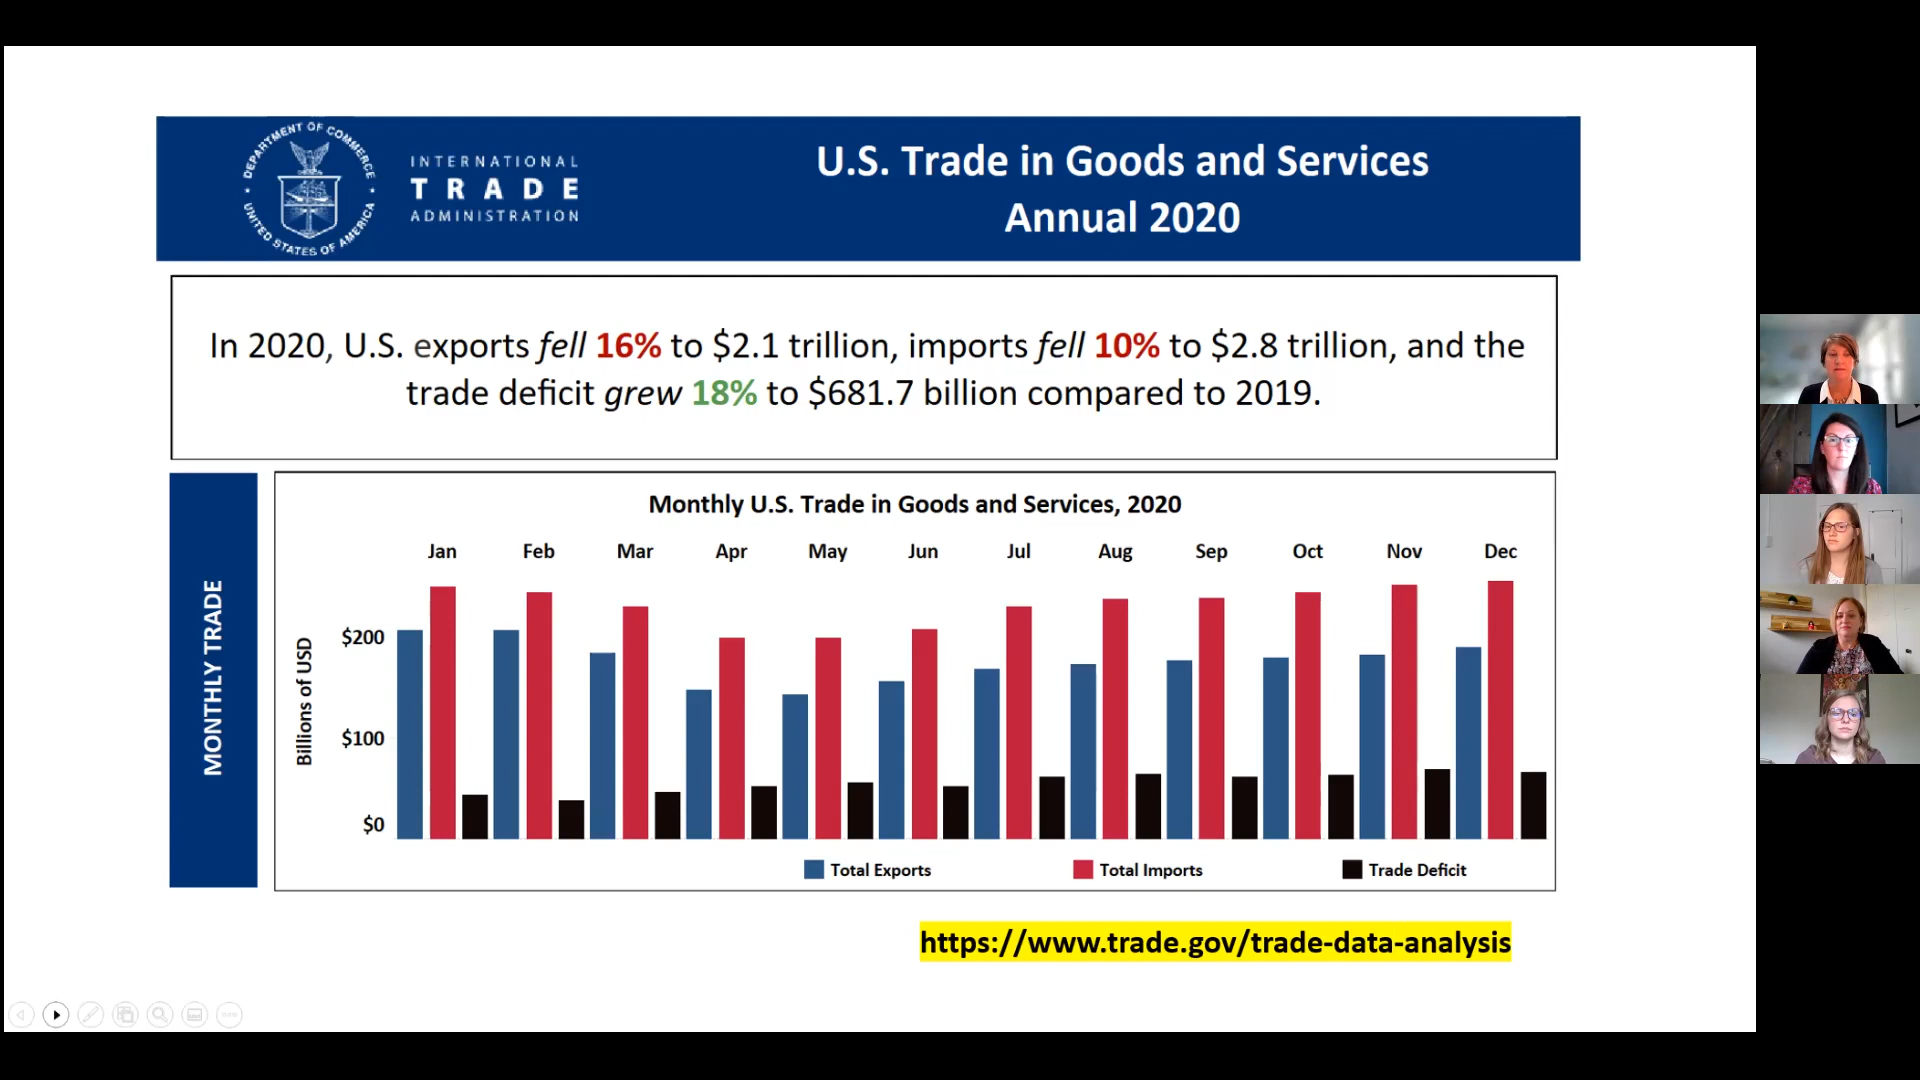 DEPARTMENT OF COMMERCE
UNITED STATES OF AMERICA
INTERNATIONAL
TRADE
ADMINISTRATION
U.S. Trade in Goods and Services
Annual 2020
In 2020, U.S. exports fell 16% to $2.1 trillion, imports fell 10% to $2.8 trillion, and the
trade deficit grew 18% to $681.7 billion compared to 2019.
MONTHLY TRADE
Monthly U.S. Trade in Goods and Services, 2020
Jan Feb Mar Apr May Jun Jul Aug Sep Oct Nov Dec
Billions of USD
$200
$100
$0
Total Exports Total Imports Trade Deficit
https://www.trade.gov/trade-data-analysis